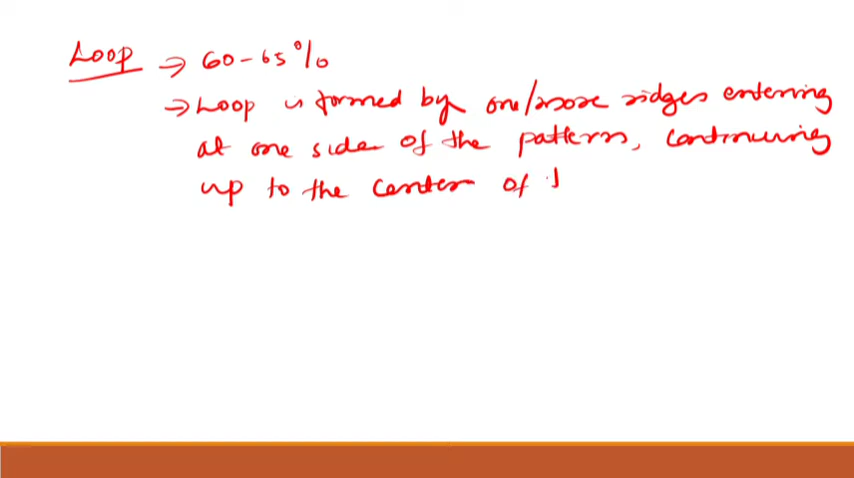 Loop → 60-65%
→ Loop is formed by one/more ridges entering
at one side of the pattern, continuing
up to the center of